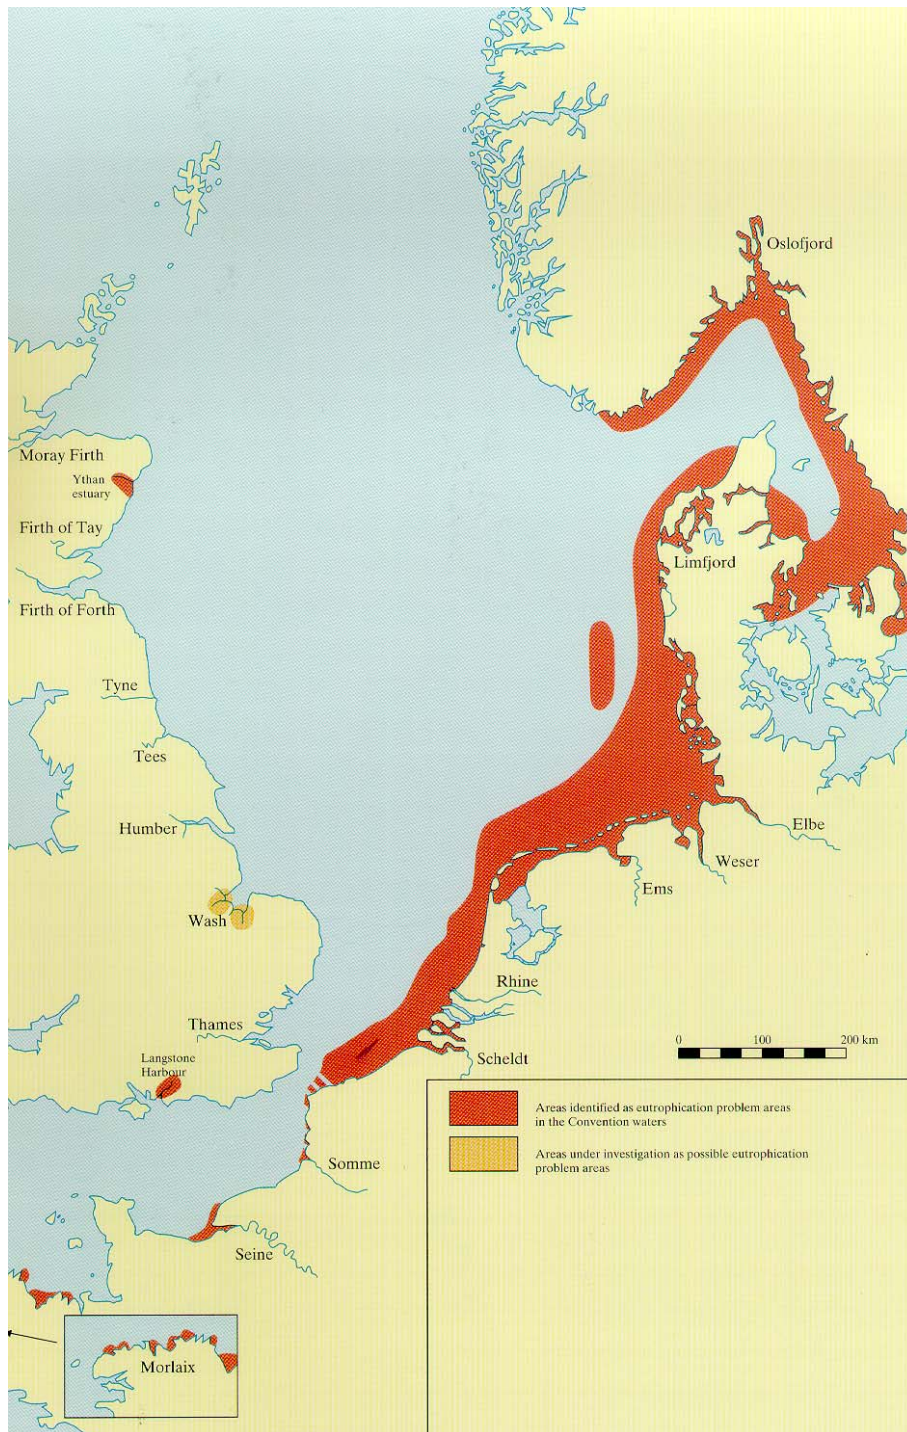 Oslofjord
Moray Firth
Ythan
estuary
Firth of Tay
Limfjord
Firth of Forth
Tyne
Tees
Humber
Elbe
Weser
Ems
Wash
Rhine
Thames
0 100 200 km
Langstone
Harbour
Scheldt
Areas identified as eutrophication problem areas
in the Convention waters
Areas under investigation as possible eutrophication
problem areas
Somme
Seine
Morlaix